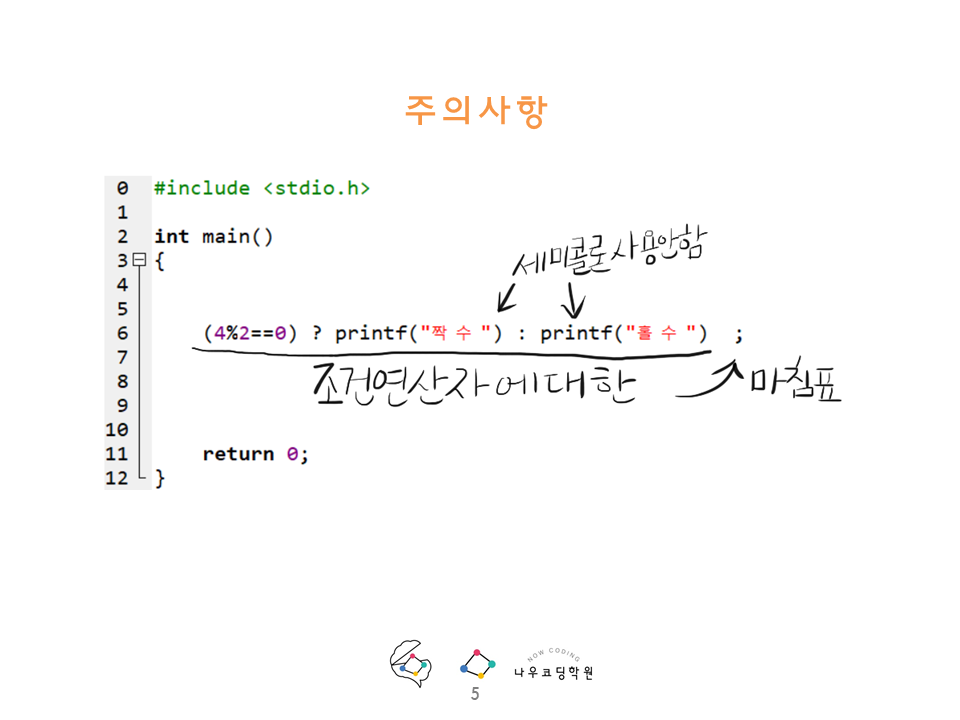 주의사항
0 #include <stdio.h>
1
2 int main()
3 {
4
세미콜론 사용안함
5
6 (4%2==0) ? printf("짝 수 ") : printf("홀 수 ") ;
7
조건연산자에 대한 마침표
8
9
10
11 return 0;
12 }
NOW CODING
나우코딩학원
5